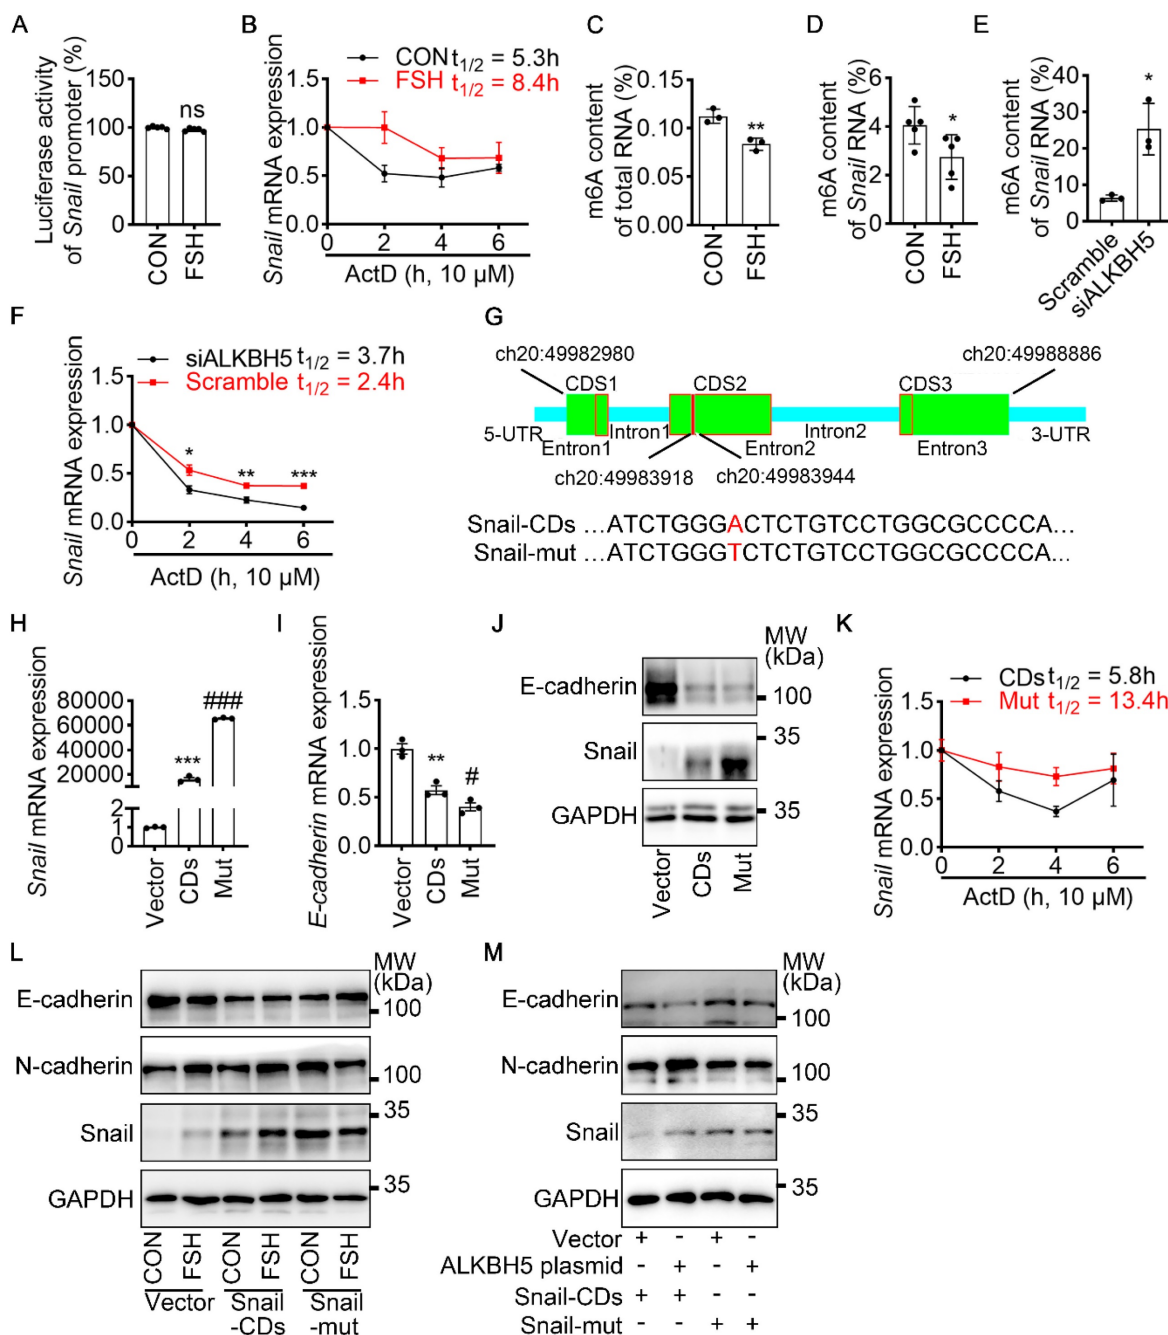 A
Luciferase activity
of Snail promoter (%)
150
100
50
0
ns
CON
FSH
B
Snail mRNA expression
CON t1/2 = 5.3h
FSH t1/2 = 8.4h
1.5
1.0
0.5
0.0
0 2 4 6
ActD (h, 10 μM)
C
m6A content
of total RNA (%)
0.15
0.10
0.05
0.00
**
CON
FSH
D
m6A content
of Snail RNA (%)
6
4
2
0
*
CON
FSH
E
m6A content
of Snail RNA (%)
40
30
20
10
0
*
Scramble
siALKBH5
F
Snail mRNA expression
siALKBH5 t1/2 = 3.7h
Scramble t1/2 = 2.4h
1.5
1.0
0.5
0.0
* ** ***
0 2 4 6
ActD (h, 10 μM)
G
ch20:49982980
ch20:49988886
CDS1 CDS2 CDS3
5-UTR Entron1 Intron1 Entron2 Intron2 Entron3 3-UTR
ch20:49983918 ch20:49983944
Snail-CDs ...ATCTGGGACTCTGTCCTGGCGCCCCA...
Snail-mut ...ATCTGGGTCTCTGTCCTGGCGCCCCA...
H
Snail mRNA expression
80000
60000
40000
20000
2
1
0
*** ###
Vector
CDs
Mut
I
E-cadherin mRNA expression
1.5
1.0
0.5
0.0
** #
Vector
CDs
Mut
J
MW
(kDa)
E-cadherin 100
Snail 35
GAPDH 35
Vector
CDs
Mut
K
Snail mRNA expression
CDs t1/2 = 5.8h
Mut t1/2 = 13.4h
1.5
1.0
0.5
0.0
0 2 4 6
ActD (h, 10 μM)
L
MW
(kDa)
E-cadherin 100
N-cadherin 100
Snail 35
GAPDH 35
CON FSH CON FSH CON FSH
Vector Snail Snail
-CDs -mut
M
MW
(kDa)
E-cadherin 100
N-cadherin 100
Snail 35
GAPDH 35
Vector + - + -
ALKBH5 plasmid - + - +
Snail-CDs + + - -
Snail-mut - - + +